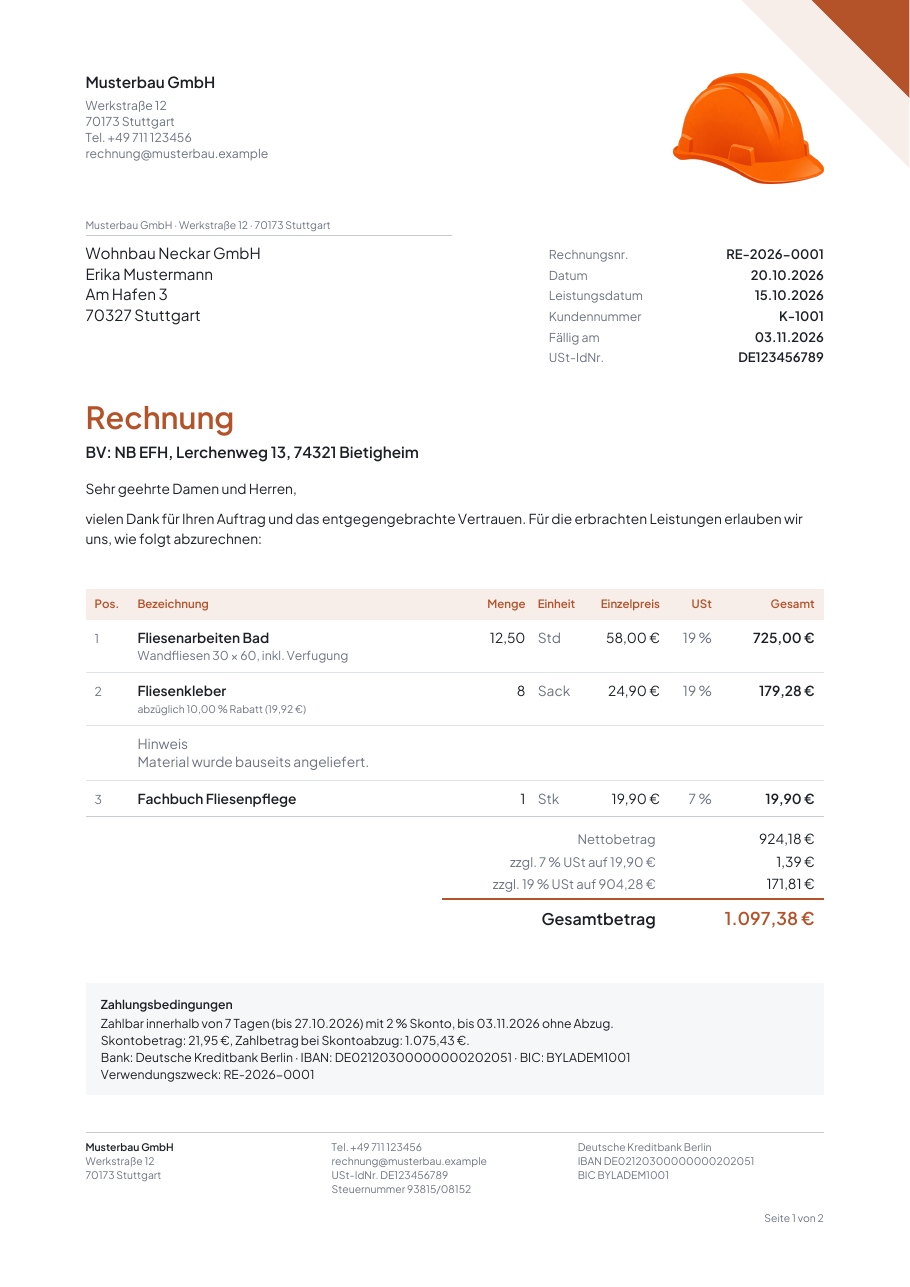 Musterbau GmbH
Werkstraße 12
70173 Stuttgart
Tel. +49 711 123456
rechnung@musterbau.example
Musterbau GmbH · Werkstraße 12 · 70173 Stuttgart
Wohnbau Neckar GmbH
Erika Mustermann
Am Hafen 3
70327 Stuttgart
Rechnungsnr. RE-2026-0001
Datum 20.10.2026
Leistungsdatum 15.10.2026
Kundennummer K-1001
Fällig am 03.11.2026
USt-IdNr. DE123456789
Rechnung
BV: NB EFH, Lerchenweg 13, 74321 Bietigheim
Sehr geehrte Damen und Herren,
vielen Dank für Ihren Auftrag und das entgegengebrachte Vertrauen. Für die erbrachten Leistungen erlauben wir
uns, wie folgt abzurechnen:
Pos. Bezeichnung Menge Einheit Einzelpreis USt Gesamt
1 Fliesenarbeiten Bad 12,50 Std 58,00 € 19 % 725,00 €
Wandfliesen 30 × 60, inkl. Verfugung
2 Fliesenkleber 8 Sack 24,90 € 19 % 179,28 €
abzüglich 10,00 % Rabatt (19,92 €)
Hinweis
Material wurde bauseits angeliefert.
3 Fachbuch Fliesenpflege 1 Stk 19,90 € 7 % 19,90 €
Nettobetrag 924,18 €
zzgl. 7 % USt auf 19,90 € 1,39 €
zzgl. 19 % USt auf 904,28 € 171,81 €
Gesamtbetrag 1.097,38 €
Zahlungsbedingungen
Zahlbar innerhalb von 7 Tagen (bis 27.10.2026) mit 2 % Skonto, bis 03.11.2026 ohne Abzug.
Skontobetrag: 21,95 €, Zahlbetrag bei Skontoabzug: 1.075,43 €.
Bank: Deutsche Kreditbank Berlin · IBAN: DE02120300000000202051 · BIC: BYLADEM1001
Verwendungszweck: RE-2026-0001
Musterbau GmbH
Werkstraße 12
70173 Stuttgart
Tel. +49 711 123456
rechnung@musterbau.example
USt-IdNr. DE123456789
Steuernummer 93815/08152
Deutsche Kreditbank Berlin
IBAN DE02120300000000202051
BIC BYLADEM1001
Seite 1 von 2